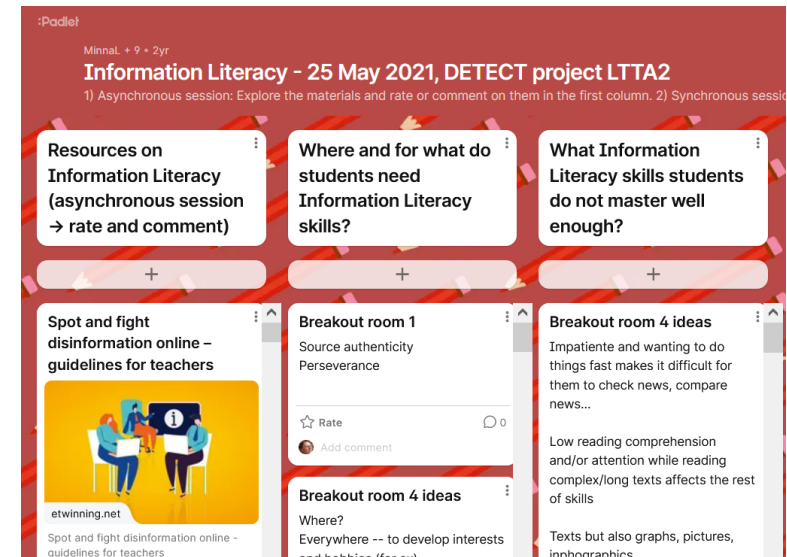 :Padlet
MinnaL + 9 • 2yr
Information Literacy - 25 May 2021, DETECT project LTTA2
1) Asynchronous session: Explore the materials and rate or comment on them in the first column. 2) Synchronous sessio
Resources on
Information Literacy
(asynchronous session
→ rate and comment)
Where and for what do
students need
Information Literacy
skills?
What Information
Literacy skills students
do not master well
enough?
+
+
+
Spot and fight
disinformation online –
guidelines for teachers
etwinning.net
Spot and fight disinformation online -
guidelines for teachers
Breakout room 1
Source authenticity
Perseverance
Rate
0
Add comment
Breakout room 4 ideas
Where?
Everywhere -- to develop interests
and hobbies (for ex)
Breakout room 4 ideas
Impatiente and wanting to do
things fast makes it difficult for
them to check news, compare
news...
Low reading comprehension
and/or attention while reading
complex/long texts affects the rest
of skills
Texts but also graphs, pictures,
inphographics